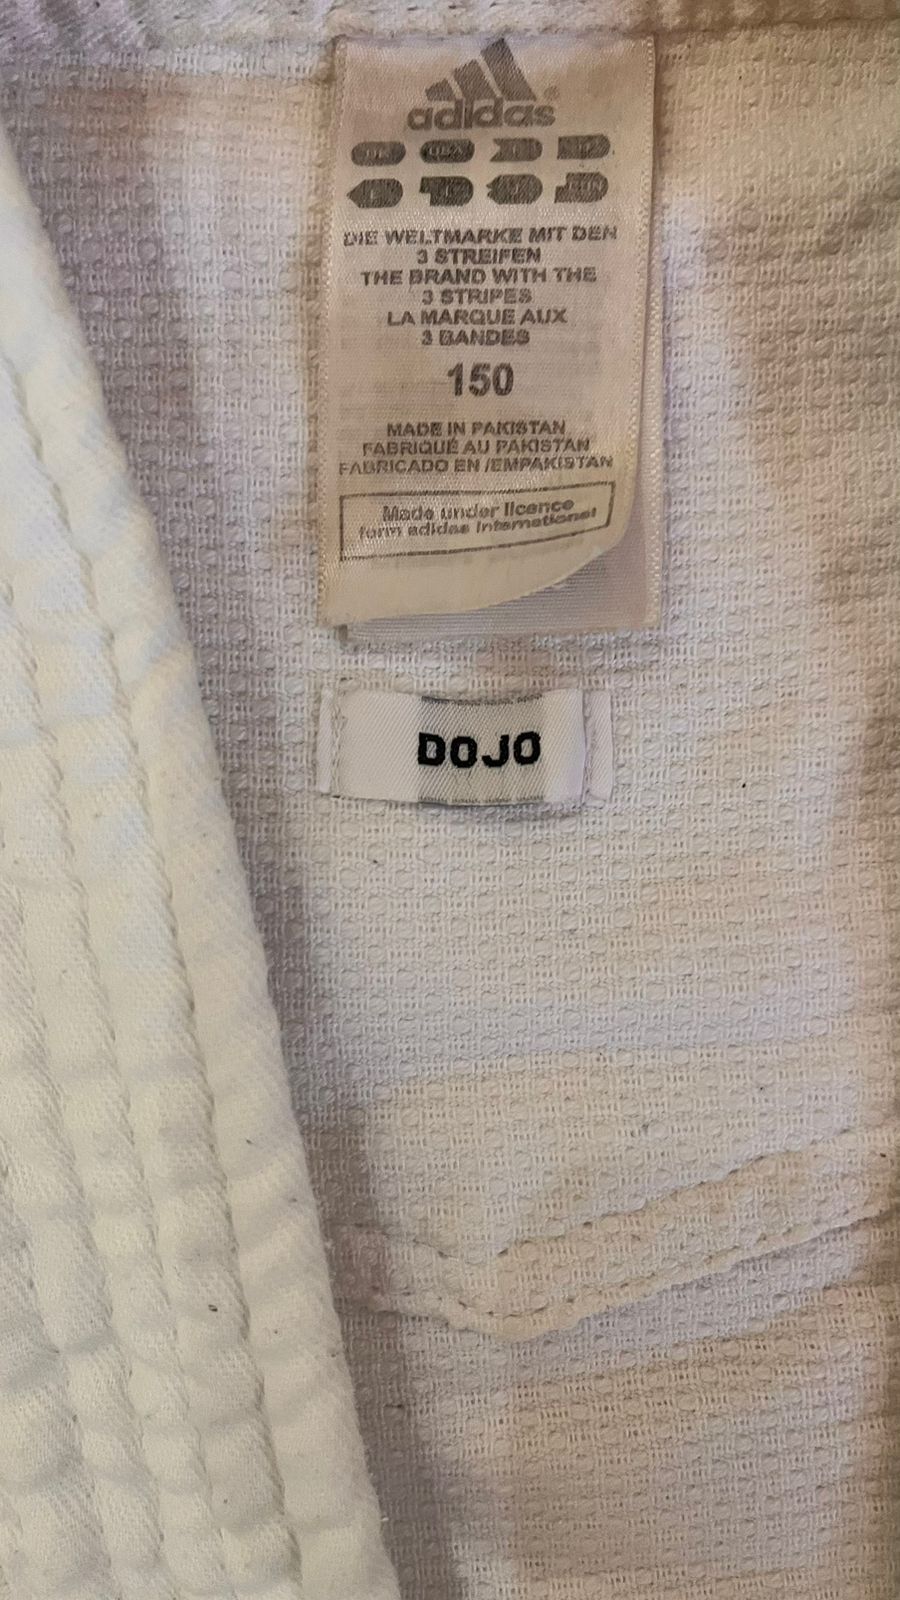 adidas
DIE WELTMARKE MIT DEN
3 STREIFEN
THE BRAND WITH THE
3 STRIPES
LA MARQUE AUX
3 BANDES
150
MADE IN PAKISTAN
FABRIQUÉ AU PAKISTAN
FABRICADO EN /EMPAKISTAN
Made under licence
form adidas International
DOJO